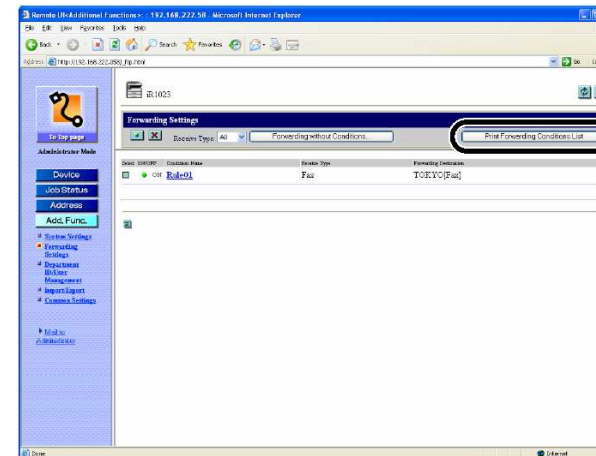 Remote UI<Additional Functions> : 192.168.222.58 - Microsoft Internet Explorer
File Edit View Favorites Tools Help
Back Search Favorites
Address http://192.168.222.58/_ftp.html Go
iR1023
To Top page
Administrator Mode
Forwarding Settings
Receive Type: All Forwarding without Conditions... Print Forwarding Conditions List
Device
Job Status
Address
Add. Func.
Select ON/OFF Condition Name Receive Type Forwarding Destination
ON Rule01 Fax TOKYO[Fax]
System Settings
Forwarding
Settings
Department
ID/User
Management
Import/Export
Common Settings
Mail to
Administrator
Done Internet